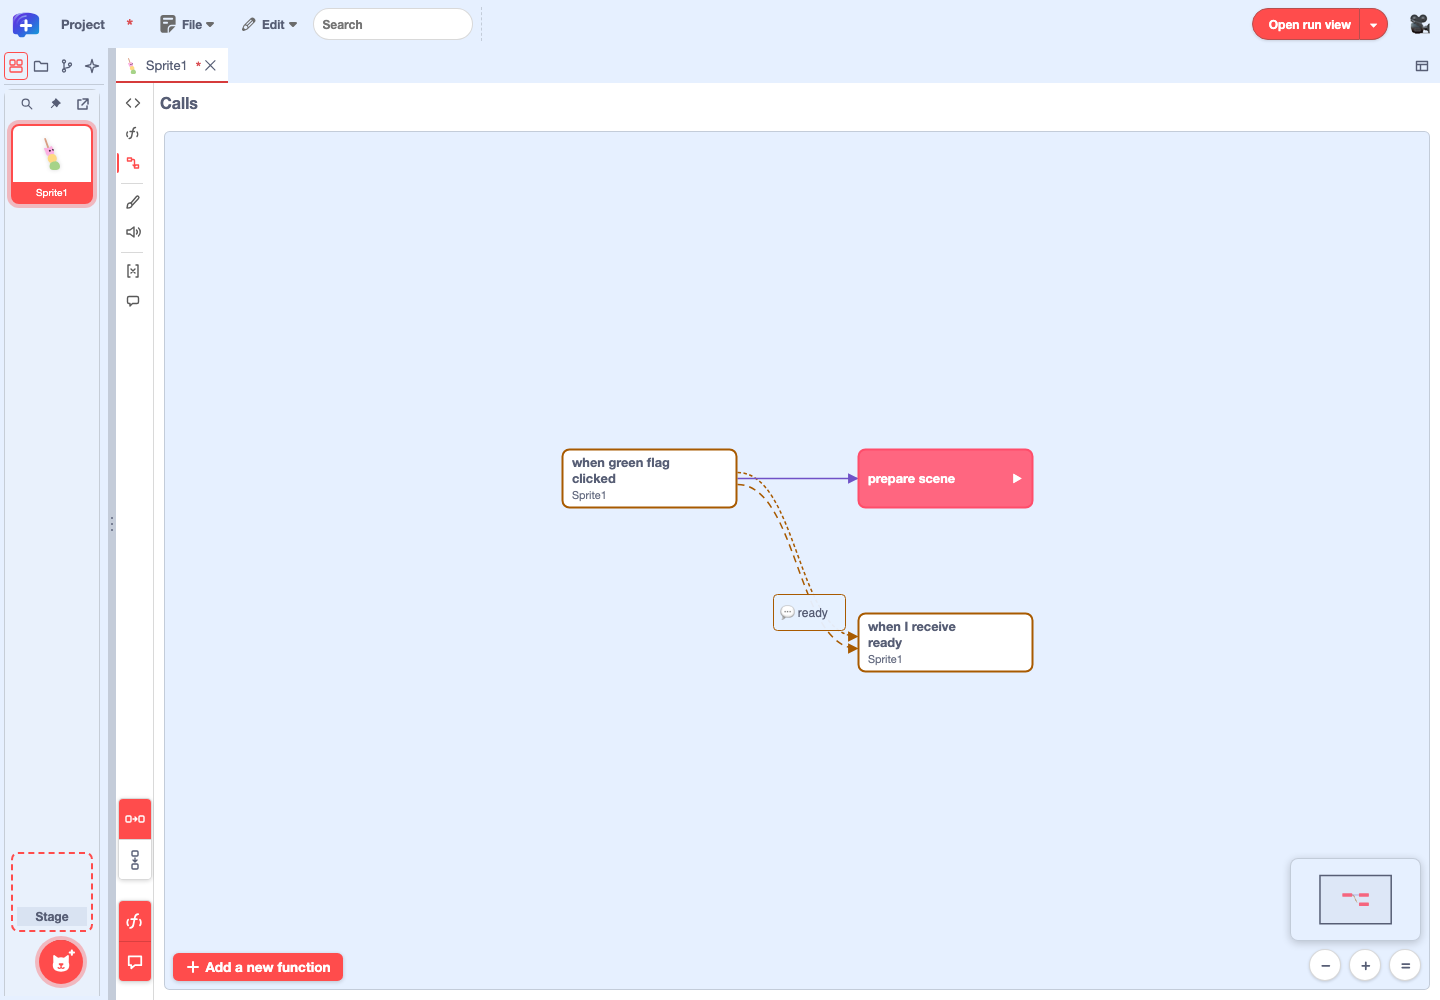 Project
*
File
Edit
Search
Open run view
Sprite1 *
Calls
Sprite1
when green flag
clicked
Sprite1
prepare scene
ready
when I receive
ready
Sprite1
Stage
Add a new function